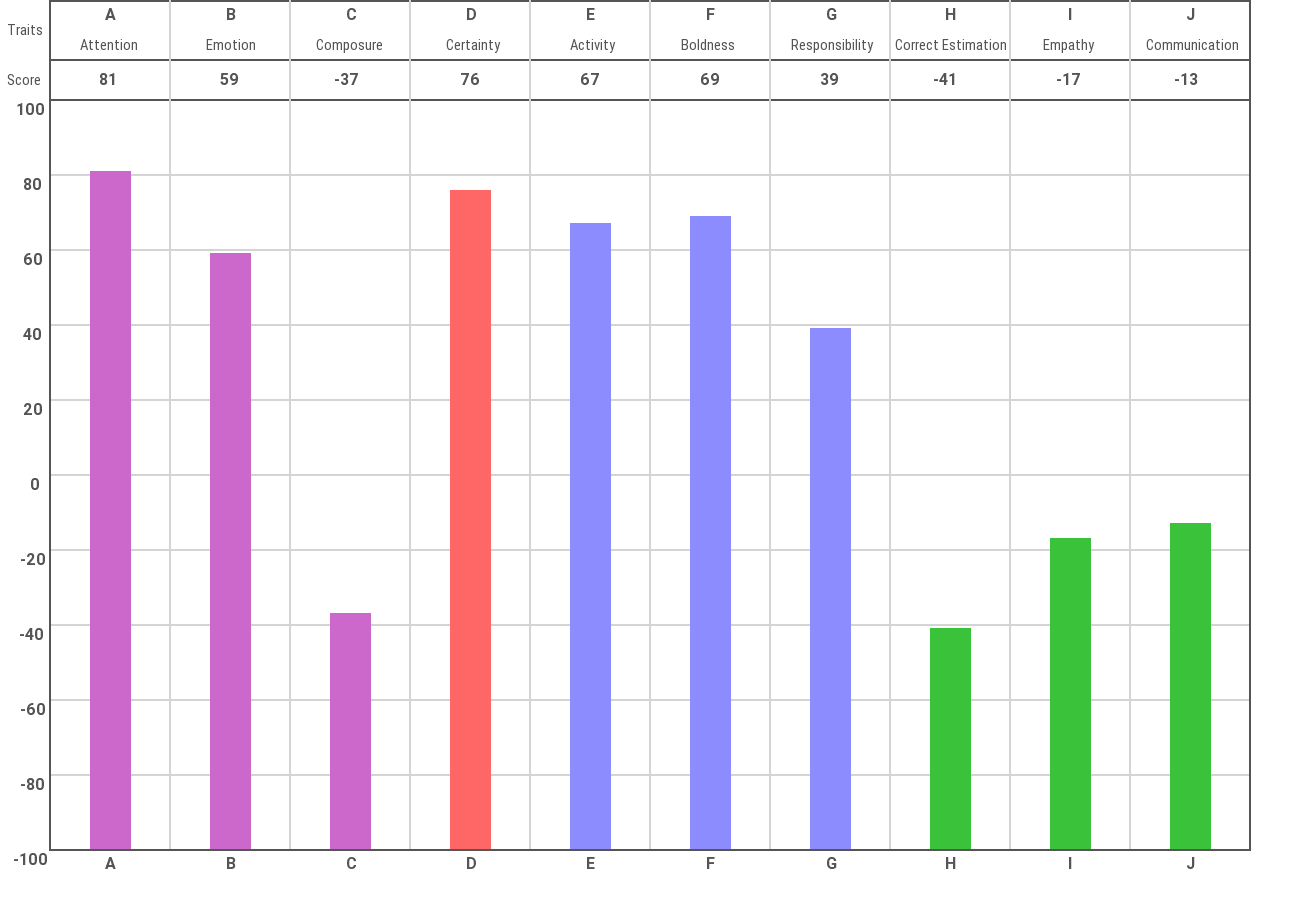 Traits A B C D E F G H I J
Attention Emotion Composure Certainty Activity Boldness Responsibility Correct Estimation Empathy Communication
Score 81 59 -37 76 67 69 39 -41 -17 -13
100
80
60
40
20
0
-20
-40
-60
-80
-100
A B C D E F G H I J